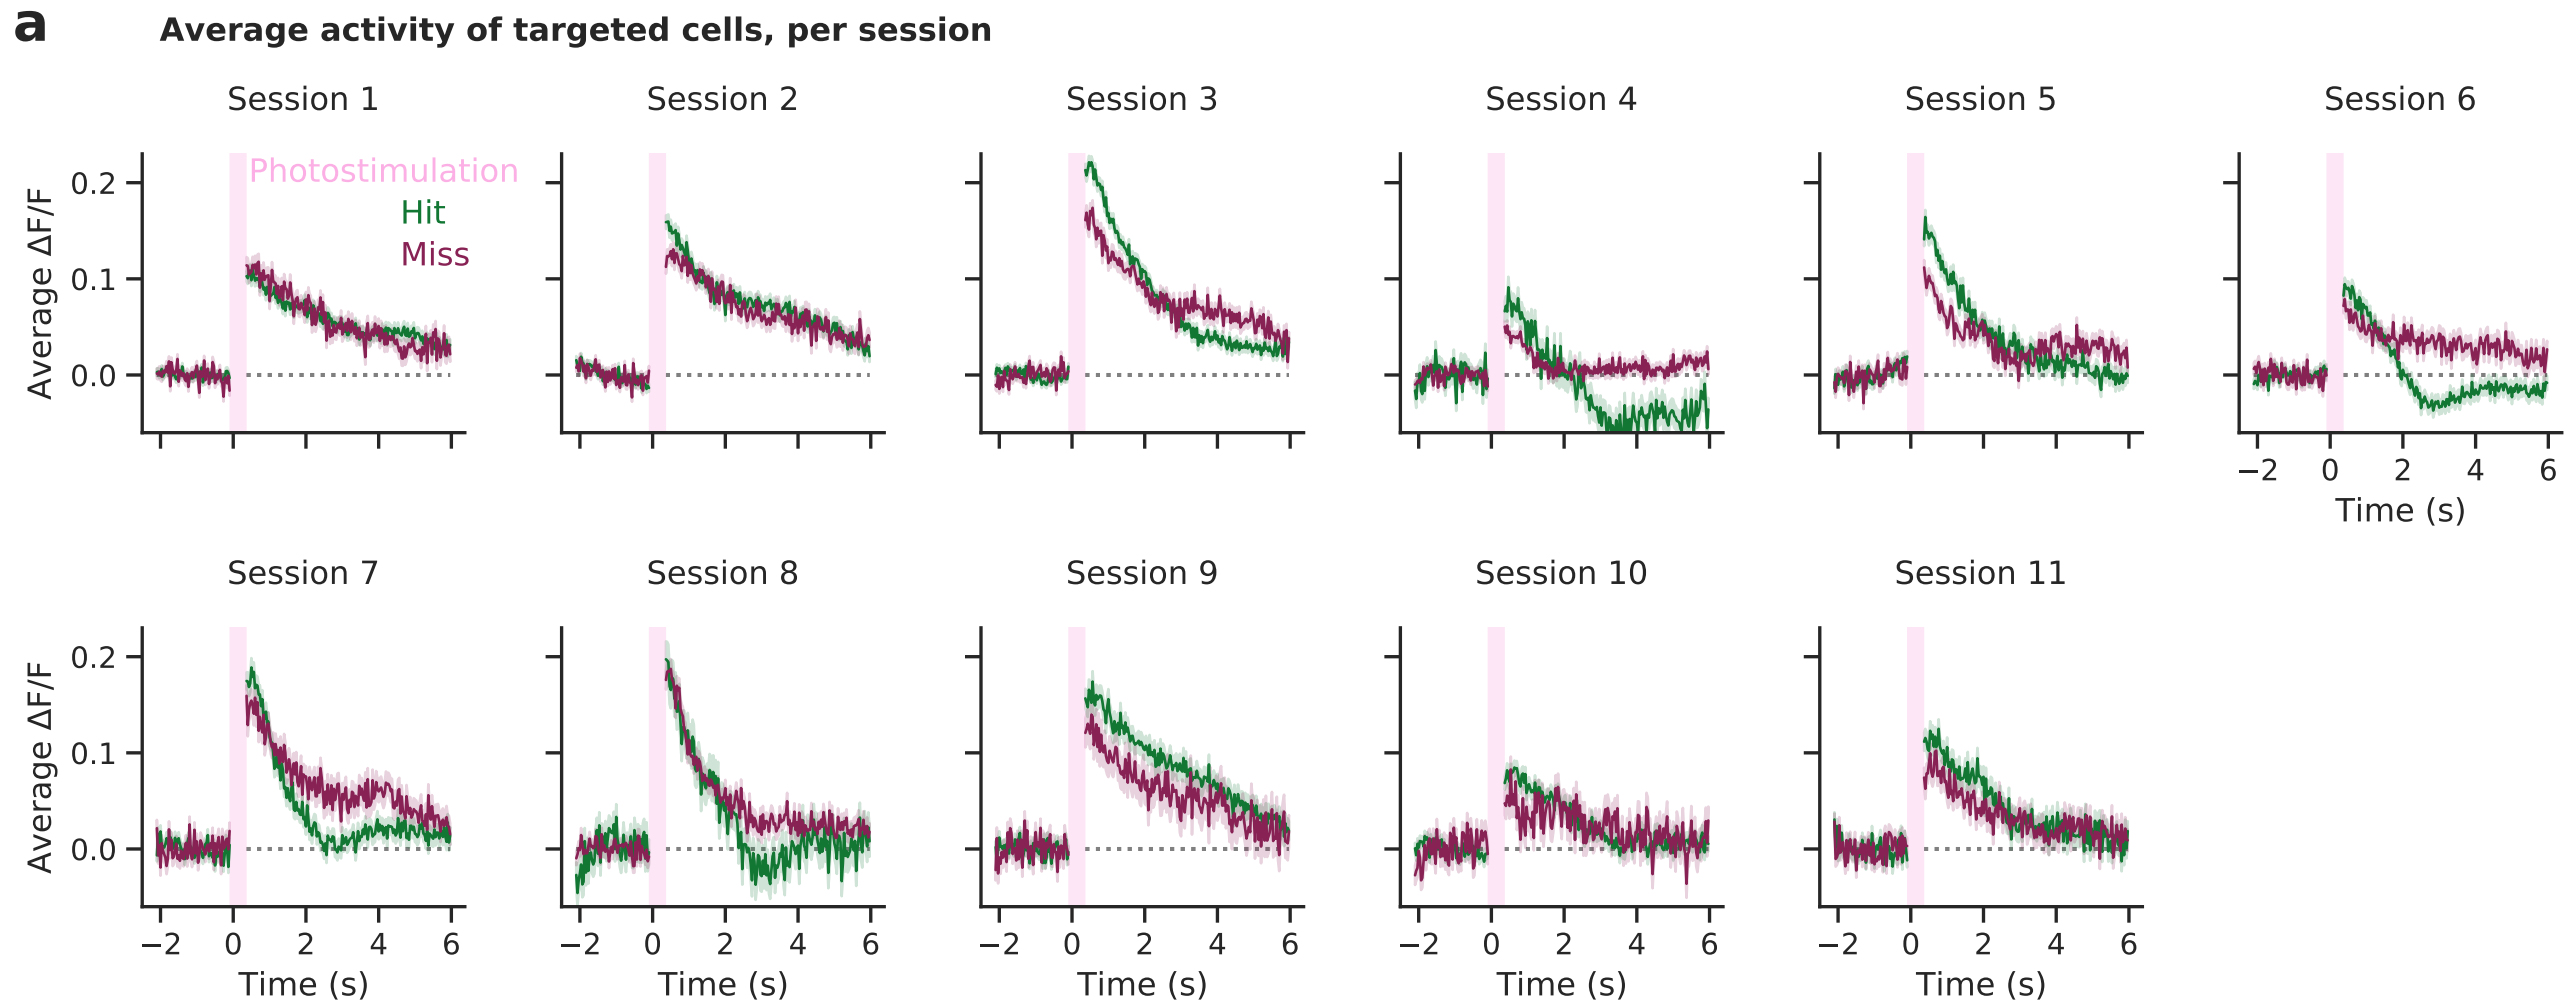 a
Average activity of targeted cells, per session
Session 1
Session 2
Session 3
Session 4
Session 5
Session 6
Average ΔF/F
0.2
0.1
0.0
Photostimulation
Hit
Miss
−2 0 2 4 6
Time (s)
Session 7
Session 8
Session 9
Session 10
Session 11
Average ΔF/F
0.2
0.1
0.0
−2 0 2 4 6
Time (s)
−2 0 2 4 6
Time (s)
−2 0 2 4 6
Time (s)
−2 0 2 4 6
Time (s)
−2 0 2 4 6
Time (s)